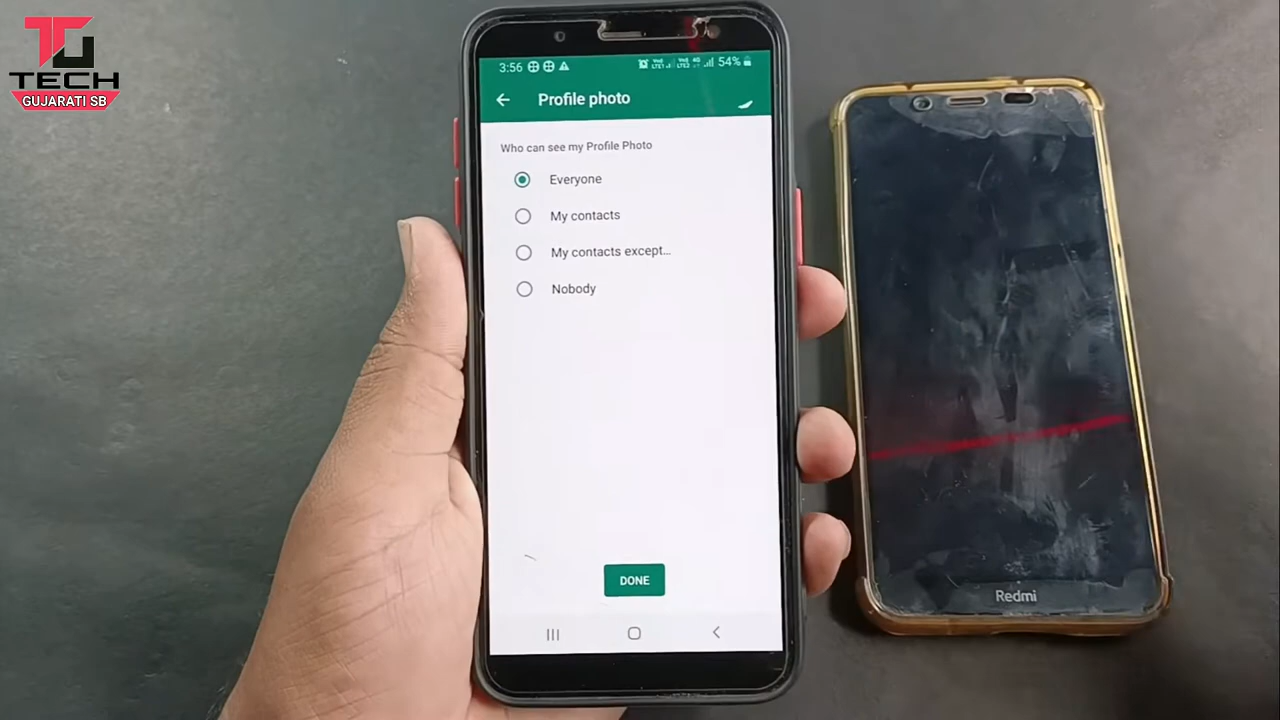 TECH
GUJARATI SB
3:56 54%
Profile photo
Who can see my Profile Photo
Everyone
My contacts
My contacts except...
Nobody
DONE
Redmi